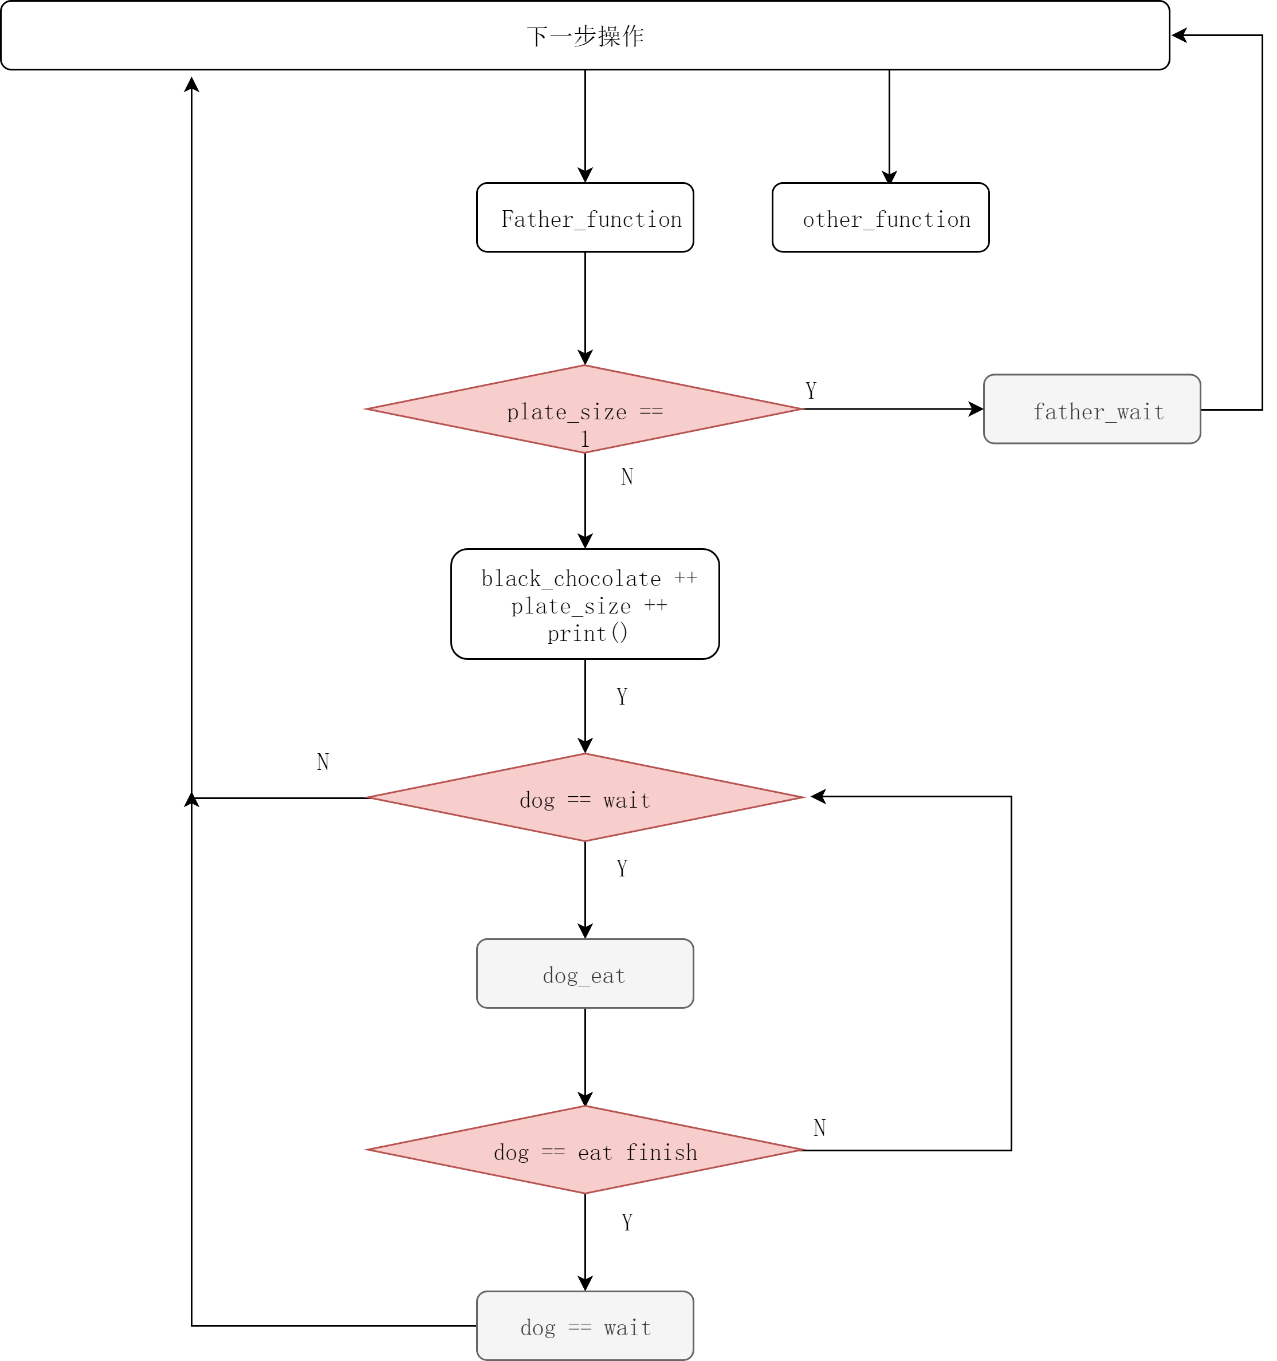 下一步操作
Father_function
other_function
plate_size ==
1
Y
father_wait
N
black_chocolate ++
plate_size ++
print()
Y
N
dog == wait
Y
dog_eat
N
dog == eat finish
Y
dog == wait